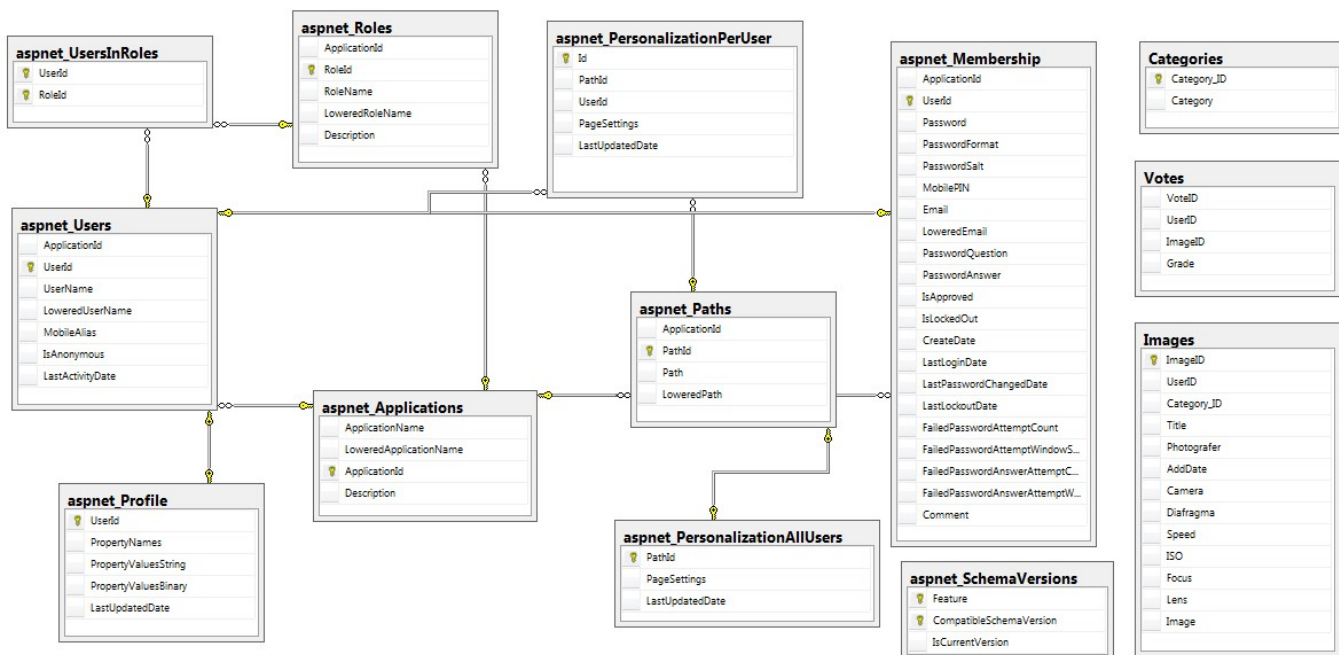 aspnet_UsersInRoles
UserId
RoleId
aspnet_Roles
ApplicationId
RoleId
RoleName
LoweredRoleName
Description
aspnet_PersonalizationPerUser
Id
PathId
UserId
PageSettings
LastUpdatedDate
aspnet_Membership
ApplicationId
UserId
Password
PasswordFormat
PasswordSalt
MobilePIN
Email
LoweredEmail
PasswordQuestion
PasswordAnswer
IsApproved
IsLockedOut
CreateDate
LastLoginDate
LastPasswordChangedDate
LastLockoutDate
FailedPasswordAttemptCount
FailedPasswordAttemptWindowS...
FailedPasswordAnswerAttemptC...
FailedPasswordAnswerAttemptW...
Comment
Categories
Category_ID
Category
Votes
VoteID
UserID
ImageID
Grade
aspnet_Users
ApplicationId
UserId
UserName
LoweredUserName
MobileAlias
IsAnonymous
LastActivityDate
aspnet_Paths
ApplicationId
PathId
Path
LoweredPath
Images
ImageID
UserID
Category_ID
Title
Photografer
AddDate
Camera
Diafragma
Speed
ISO
Focus
Lens
Image
aspnet_Applications
ApplicationName
LoweredApplicationName
ApplicationId
Description
aspnet_Profile
UserId
PropertyNames
PropertyValuesString
PropertyValuesBinary
LastUpdatedDate
aspnet_PersonalizationAllUsers
PathId
PageSettings
LastUpdatedDate
aspnet_SchemaVersions
Feature
CompatibleSchemaVersion
IsCurrentVersion